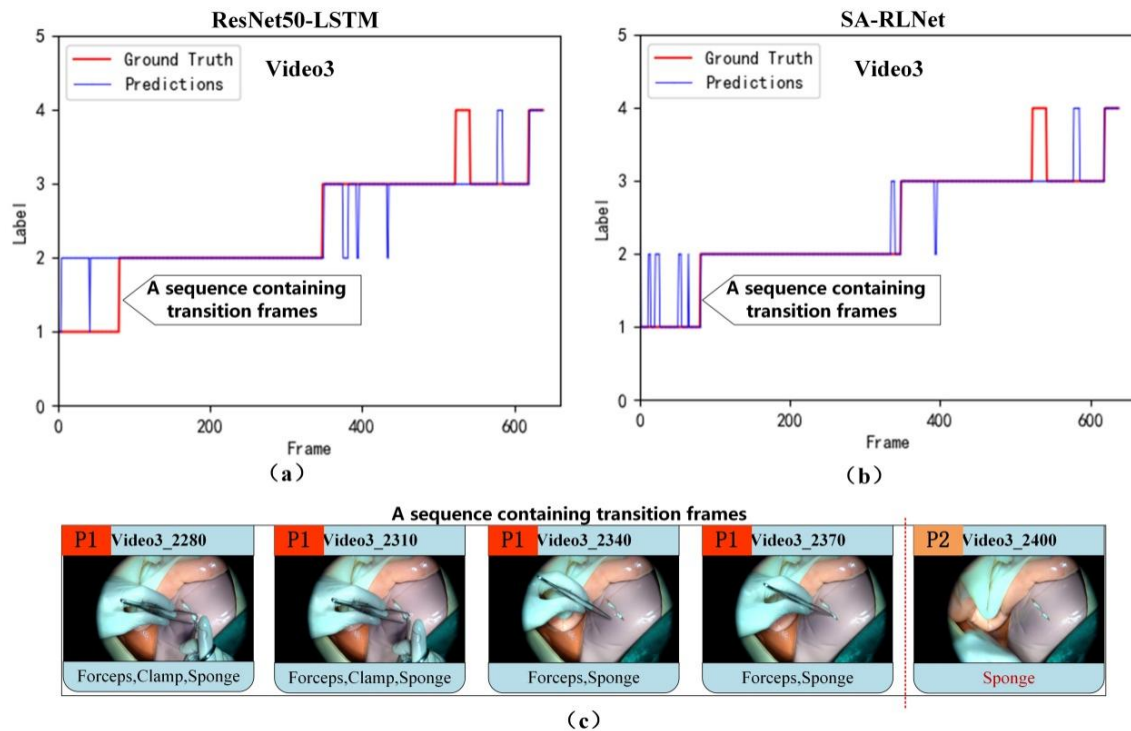 ResNet50-LSTM
Video3
Ground Truth
Predictions
5
4
3
2
1
0
Label
0 200 400 600
Frame
A sequence containing
transition frames
（a）
SA-RLNet
Video3
Ground Truth
Predictions
5
4
3
2
1
0
Label
0 200 400 600
Frame
A sequence containing
transition frames
（b）
A sequence containing transition frames
P1 Video3_2280
Forceps,Clamp,Sponge
P1 Video3_2310
Forceps,Clamp,Sponge
P1 Video3_2340
Forceps,Sponge
P1 Video3_2370
Forceps,Sponge
P2 Video3_2400
Sponge
（c）